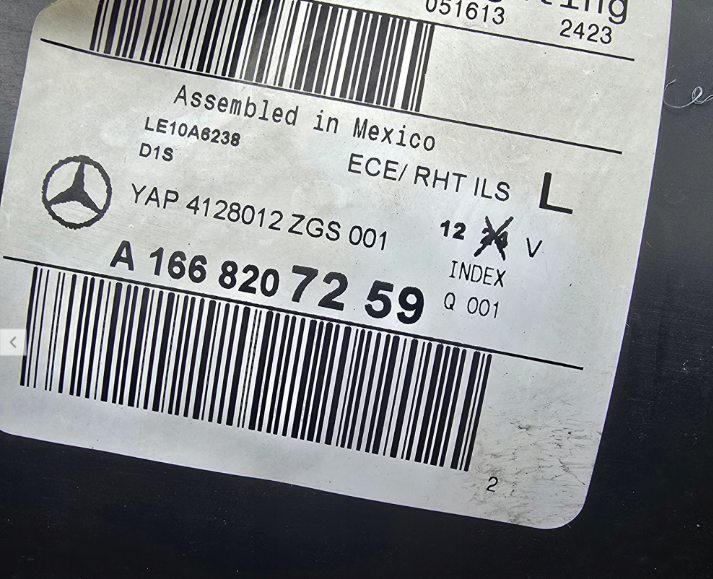 051613 2423
Assembled in Mexico
LE10A6238
D1S
ECE/ RHT ILS L
YAP 4128012 ZGS 001
12 24 V
A 166 820 72 59
INDEX
Q 001
2